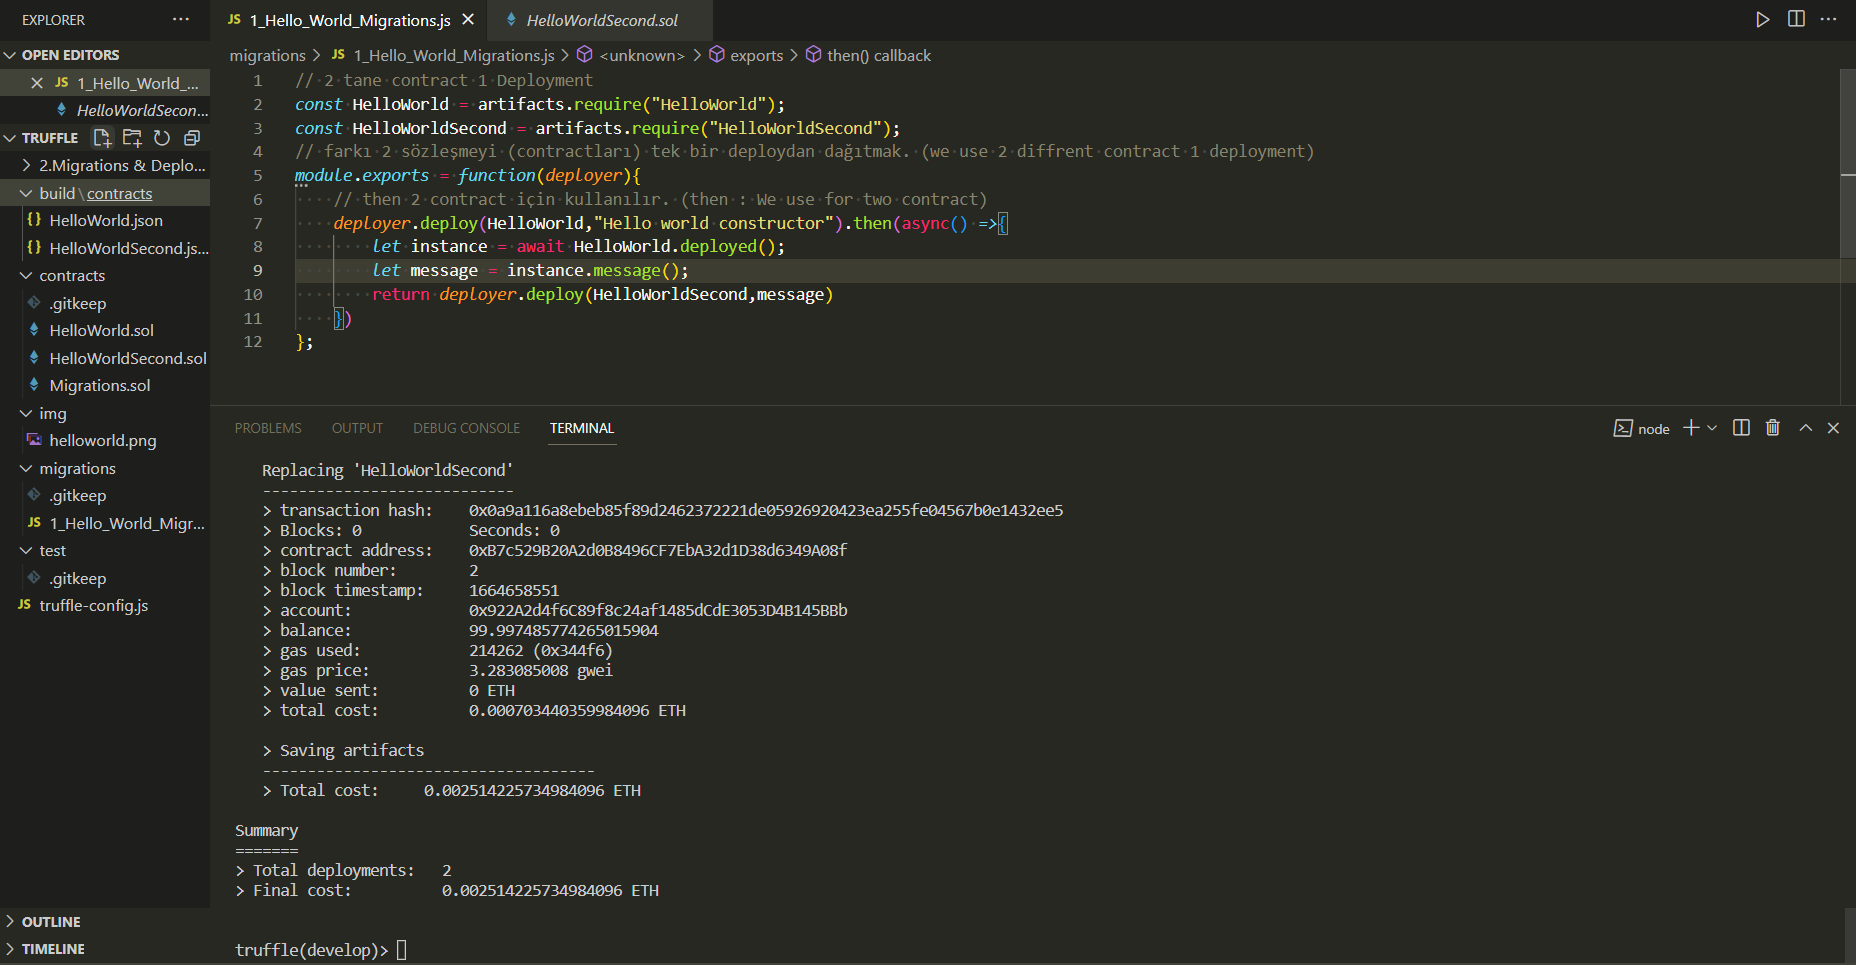 EXPLORER
OPEN EDITORS
JS 1_Hello_World_...
HelloWorldSecon...
TRUFFLE
2.Migrations & Deplo...
build\contracts
{} HelloWorld.json
{} HelloWorldSecond.js...
contracts
.gitkeep
HelloWorld.sol
HelloWorldSecond.sol
Migrations.sol
img
helloworld.png
migrations
.gitkeep
JS 1_Hello_World_Migr...
test
.gitkeep
JS truffle-config.js
OUTLINE
TIMELINE
JS 1_Hello_World_Migrations.js
HelloWorldSecond.sol
migrations > JS 1_Hello_World_Migrations.js > <unknown> > exports > then() callback
1 // 2 tane contract 1 Deployment
2 const HelloWorld = artifacts.require("HelloWorld");
3 const HelloWorldSecond = artifacts.require("HelloWorldSecond");
4 // farkı 2 sözleşmeyi (contractları) tek bir deploydan dağıtmak. (we use 2 diffrent contract 1 deployment)
5 module.exports = function(deployer){
6 // then 2 contract için kullanılır. (then : We use for two contract)
7 deployer.deploy(HelloWorld,"Hello world constructor").then(async() =>{
8 let instance = await HelloWorld.deployed();
9 let message = instance.message();
10 return deployer.deploy(HelloWorldSecond,message)
11 })
12 };
PROBLEMS OUTPUT DEBUG CONSOLE TERMINAL
node
Replacing 'HelloWorldSecond'
----------------------------
> transaction hash: 0x0a9a116a8ebeb85f89d2462372221de05926920423ea255fe04567b0e1432ee5
> Blocks: 0 Seconds: 0
> contract address: 0xB7c529B20A2d0B8496CF7EbA32d1D38d6349A08f
> block number: 2
> block timestamp: 1664658551
> account: 0x922A2d4f6C89f8c24af1485dCdE3053D4B145BBb
> balance: 99.997485774265015904
> gas used: 214262 (0x344f6)
> gas price: 3.283085008 gwei
> value sent: 0 ETH
> total cost: 0.000703440359984096 ETH
> Saving artifacts
-------------------------------------
> Total cost: 0.002514225734984096 ETH
Summary
=======
> Total deployments: 2
> Final cost: 0.002514225734984096 ETH
truffle(develop)>